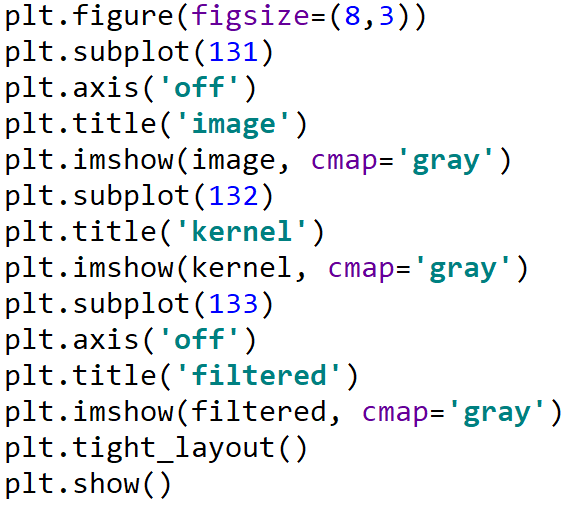 plt.figure(figsize=(8,3))
plt.subplot(131)
plt.axis('off')
plt.title('image')
plt.imshow(image, cmap='gray')
plt.subplot(132)
plt.title('kernel')
plt.imshow(kernel, cmap='gray')
plt.subplot(133)
plt.axis('off')
plt.title('filtered')
plt.imshow(filtered, cmap='gray')
plt.tight_layout()
plt.show()